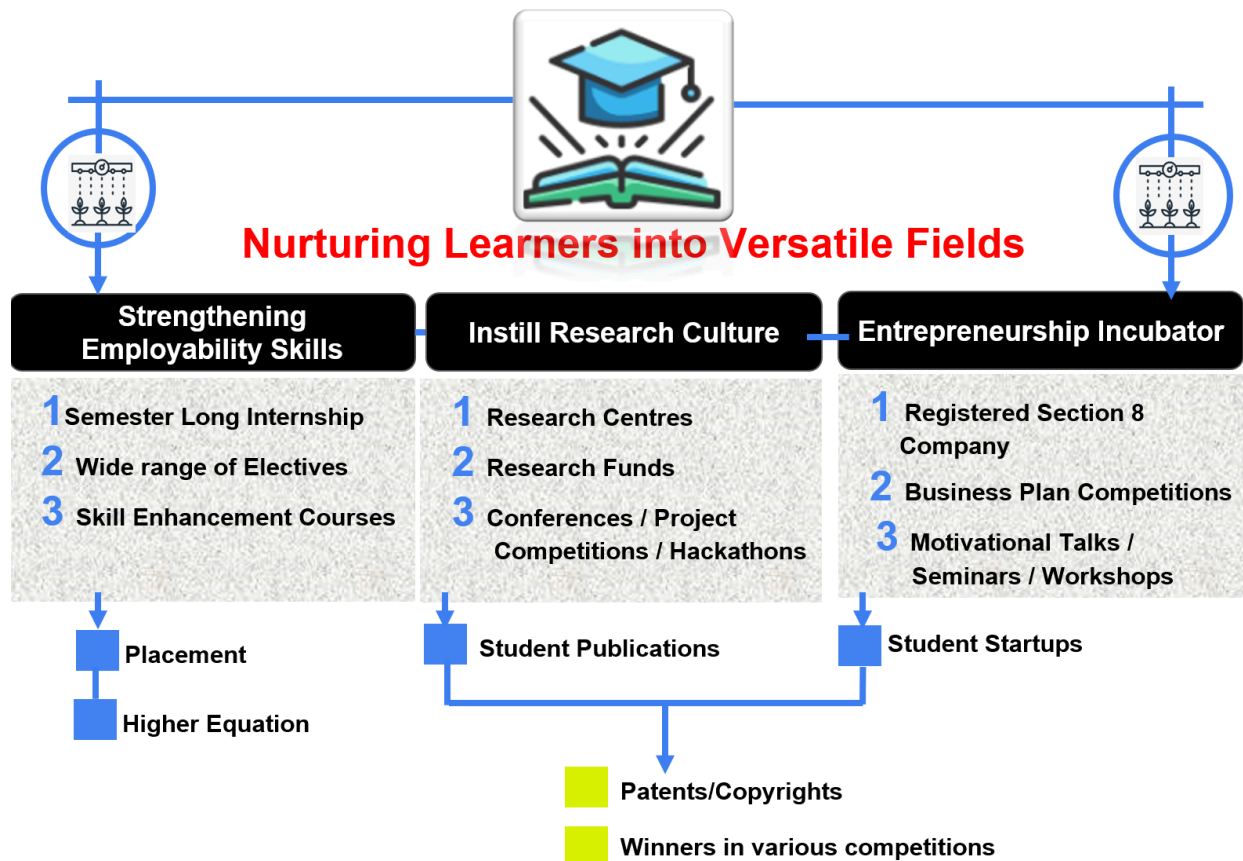 Nurturing Learners into Versatile Fields
Strengthening
Employability Skills
1 Semester Long Internship
2 Wide range of Electives
3 Skill Enhancement Courses
Placement
Higher Equation
Instill Research Culture
1 Research Centres
2 Research Funds
3 Conferences / Project
Competitions / Hackathons
Student Publications
Entrepreneurship Incubator
1 Registered Section 8
Company
2 Business Plan Competitions
3 Motivational Talks /
Seminars / Workshops
Student Startups
Patents/Copyrights
Winners in various competitions